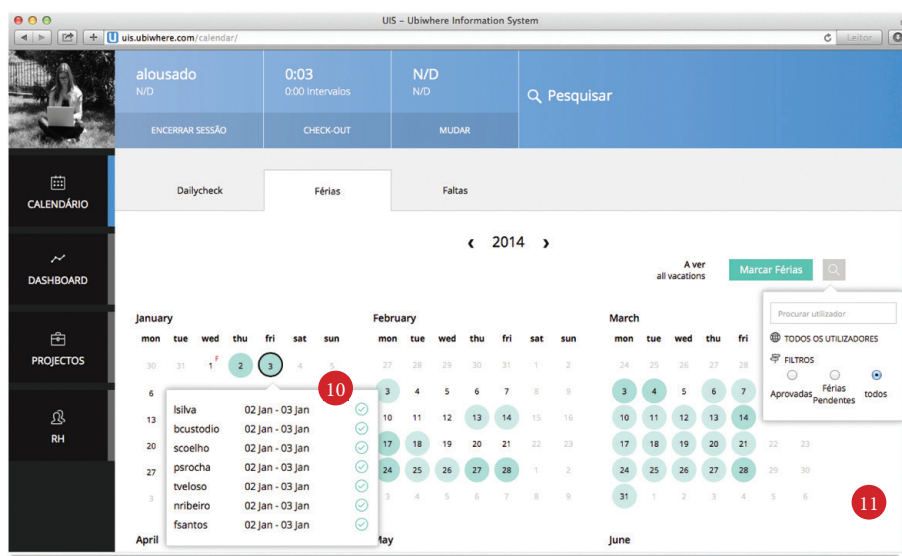 UIS – Ubiwhere Information System
uis.ubiwhere.com/calendar/
Leitor
alousado
N/D
0:03
0:00 Intervalos
N/D
N/D
Pesquisar
ENCERRAR SESSÃO
CHECK-OUT
MUDAR
CALENDÁRIO
DASHBOARD
PROJECTOS
RH
Dailycheck
Férias
Faltas
2014
A ver
all vacations
Marcar Férias
Procurar utilizador
TODOS OS UTILIZADORES
FILTROS
Aprovadas
Férias Pendentes
todos
January
mon tue wed thu fri sat sun
30 31 1 F 2 3 4 5
6
13
20
27
3
10
lsilva 02 Jan - 03 Jan
bcustodio 02 Jan - 03 Jan
scoelho 02 Jan - 03 Jan
psrocha 02 Jan - 03 Jan
tveloso 02 Jan - 03 Jan
nribeiro 02 Jan - 03 Jan
fsantos 02 Jan - 03 Jan
February
mon tue wed thu fri sat sun
27 28 29 30 31 1 2
3 4 5 6 7 8 9
10 11 12 13 14 15 16
17 18 19 20 21 22 23
24 25 26 27 28 1 2
3 4 5 6 7 8 9
March
mon tue wed thu fri
24 25 26 27 28
3 4 5 6 7
10 11 12 13 14
17 18 19 20 21 22 23
24 25 26 27 28 29 30
31 1 2 3 4 5 6
11
April
May
June